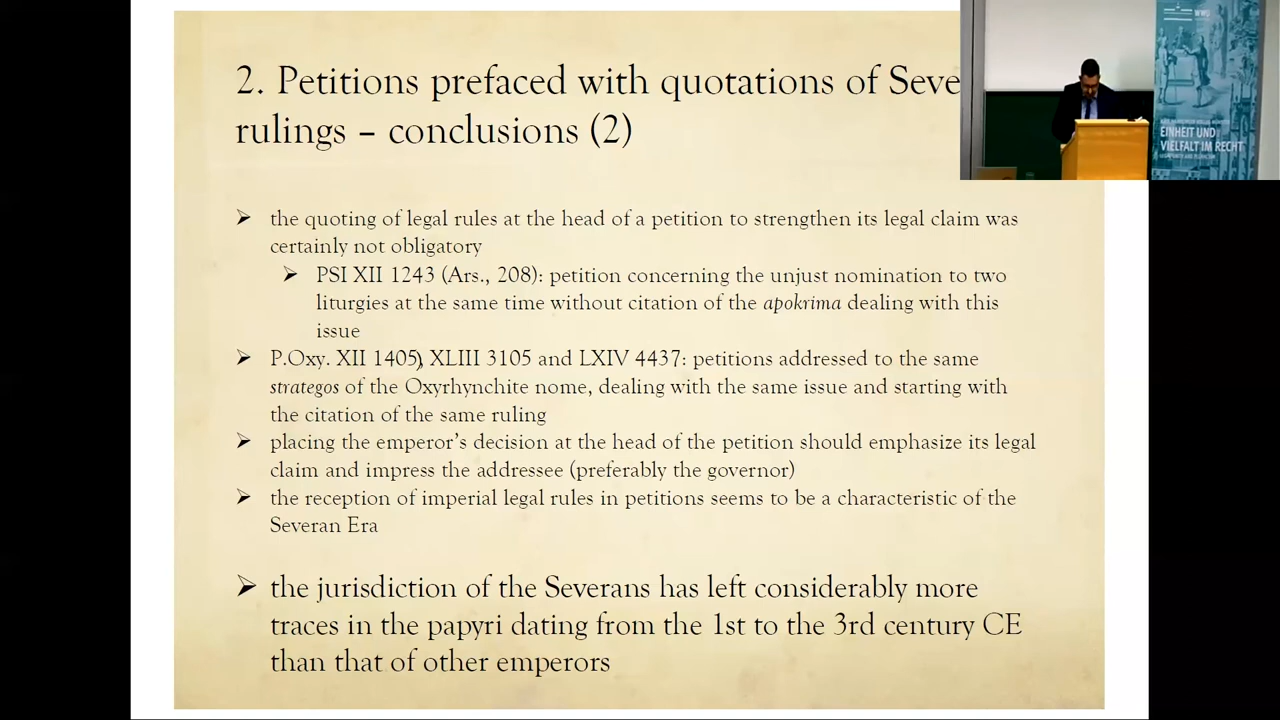 2. Petitions prefaced with quotations of Seve
rulings – conclusions (2)
➢ the quoting of legal rules at the head of a petition to strengthen its legal claim was
certainly not obligatory
➢ PSI XII 1243 (Ars., 208): petition concerning the unjust nomination to two
liturgies at the same time without citation of the apokrima dealing with this
issue
➢ P.Oxy. XII 1405, XLIII 3105 and LXIV 4437: petitions addressed to the same
strategos of the Oxyrhynchite nome, dealing with the same issue and starting with
the citation of the same ruling
➢ placing the emperor's decision at the head of the petition should emphasize its legal
claim and impress the addressee (preferably the governor)
➢ the reception of imperial legal rules in petitions seems to be a characteristic of the
Severan Era
➢ the jurisdiction of the Severans has left considerably more
traces in the papyri dating from the 1st to the 3rd century CE
than that of other emperors
WWU
EINHEIT UND
VIELFALT IM RECHT